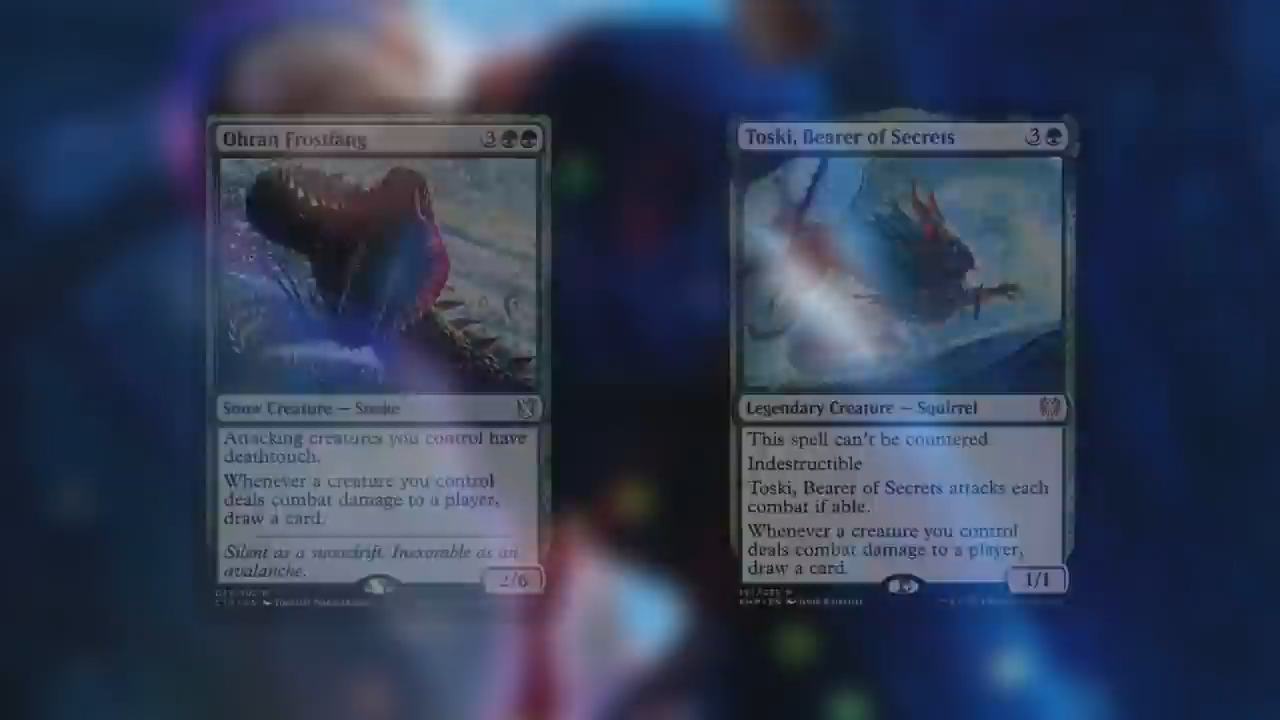 Ohran Frostfang 3
Snow Creature — Snake
Attacking creatures you control have
deathtouch.
Whenever a creature you control
deals combat damage to a player,
draw a card.
Silent as a snowdrift. Inexorable as an
avalanche.
2/6
Toski, Bearer of Secrets 3
Legendary Creature — Squirrel
This spell can't be countered
Indestructible
Toski, Bearer of Secrets attacks each
combat if able.
Whenever a creature you control
deals combat damage to a player,
draw a card.
1/1